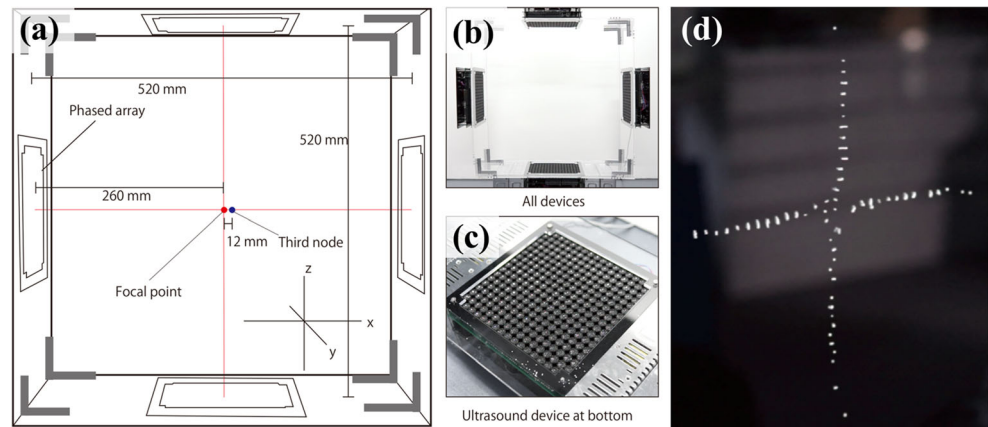 (a)
520 mm
Phased array
520 mm
260 mm
12 mm
Third node
Focal point
z
x
y
(b)
All devices
(c)
Ultrasound device at bottom
(d)